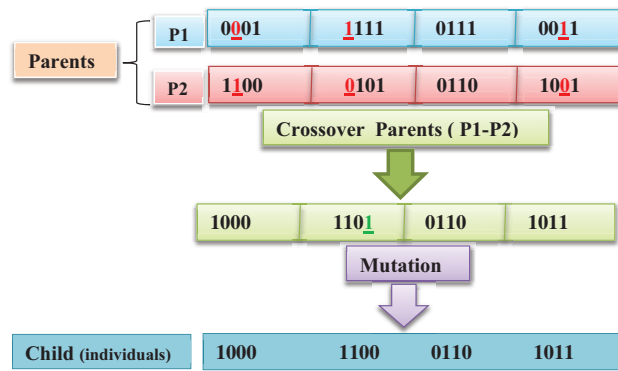 P1 0001 1111 0111 0011
Parents
P2 1100 0101 0110 1001
Crossover Parents ( P1-P2)
1000 1101 0110 1011
Mutation
Child (individuals) 1000 1100 0110 1011